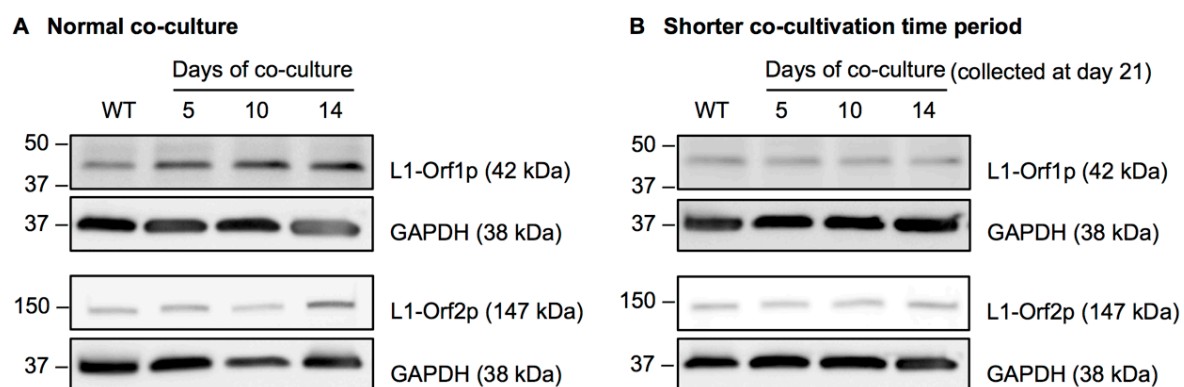 A Normal co-culture
Days of co-culture
WT 5 10 14
50
37
L1-Orf1p (42 kDa)
37
GAPDH (38 kDa)
150
L1-Orf2p (147 kDa)
37
GAPDH (38 kDa)
B Shorter co-cultivation time period
Days of co-culture (collected at day 21)
WT 5 10 14
50
37
L1-Orf1p (42 kDa)
37
GAPDH (38 kDa)
150
L1-Orf2p (147 kDa)
37
GAPDH (38 kDa)